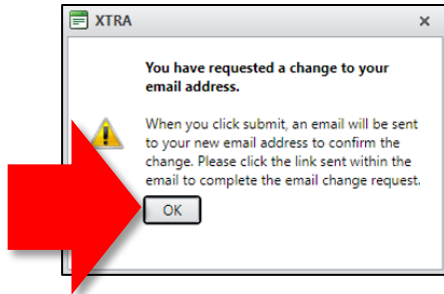 XTRA
You have requested a change to your
email address.
When you click submit, an email will be sent
to your new email address to confirm the
change. Please click the link sent within the
email to complete the email change request.
OK